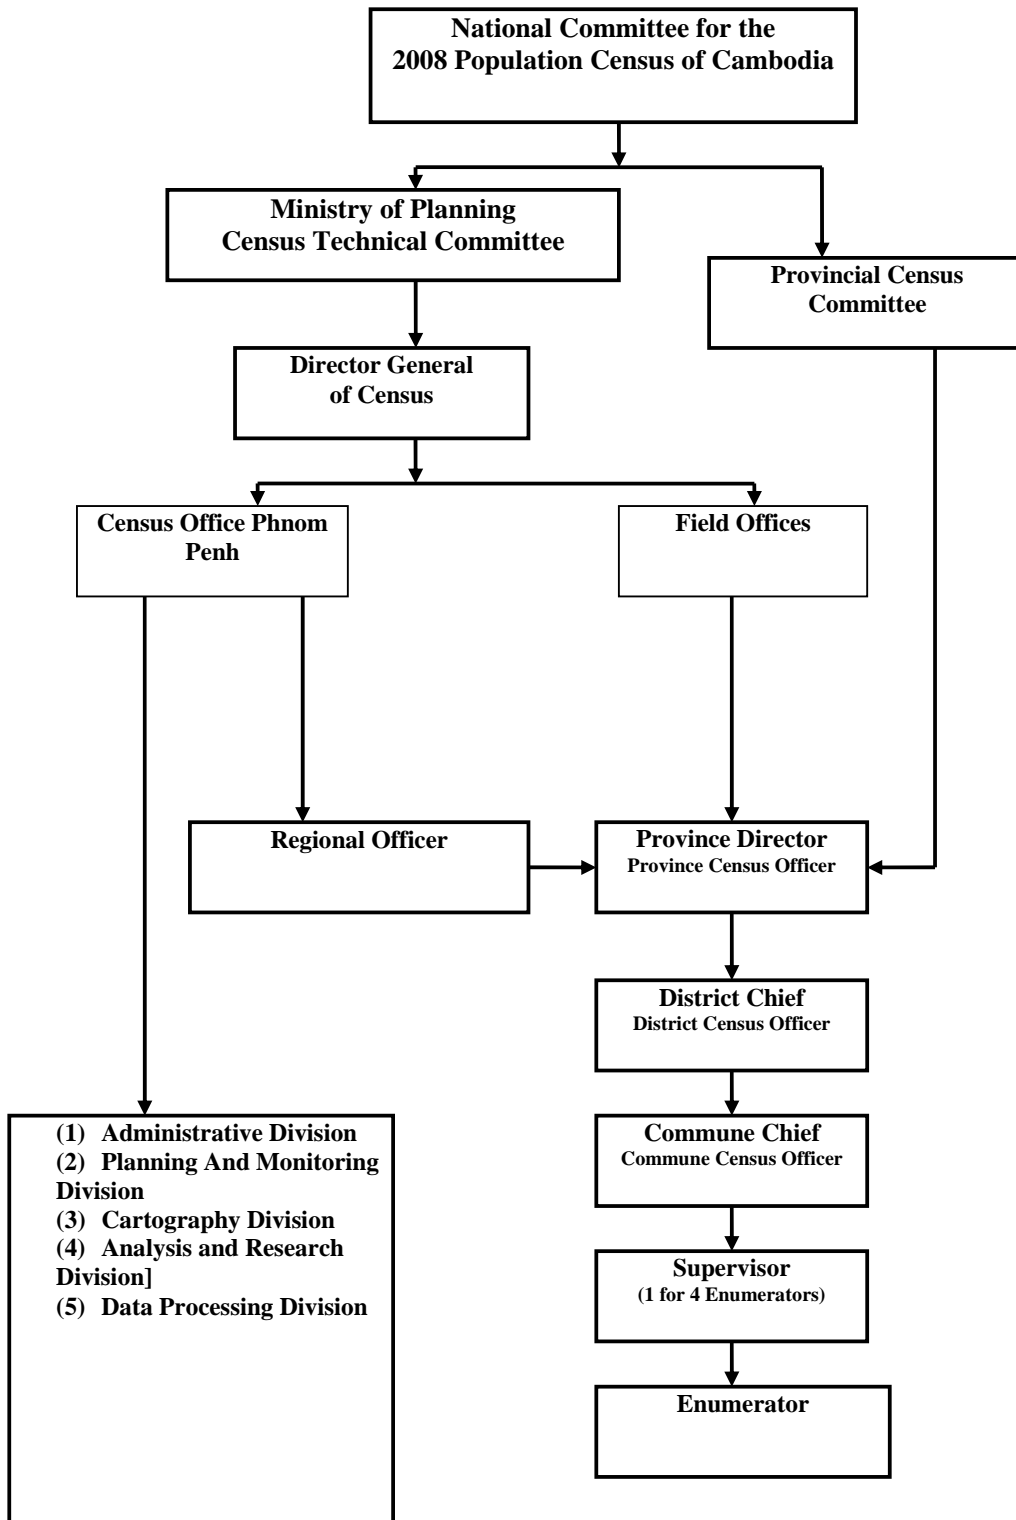 National Committee for the
2008 Population Census of Cambodia
Ministry of Planning
Census Technical Committee
Provincial Census
Committee
Director General
of Census
Census Office Phnom
Penh
Field Offices
Regional Officer
Province Director
Province Census Officer
District Chief
District Census Officer
(1) Administrative Division
(2) Planning And Monitoring
Division
(3) Cartography Division
(4) Analysis and Research
Division]
(5) Data Processing Division
Commune Chief
Commune Census Officer
Supervisor
(1 for 4 Enumerators)
Enumerator